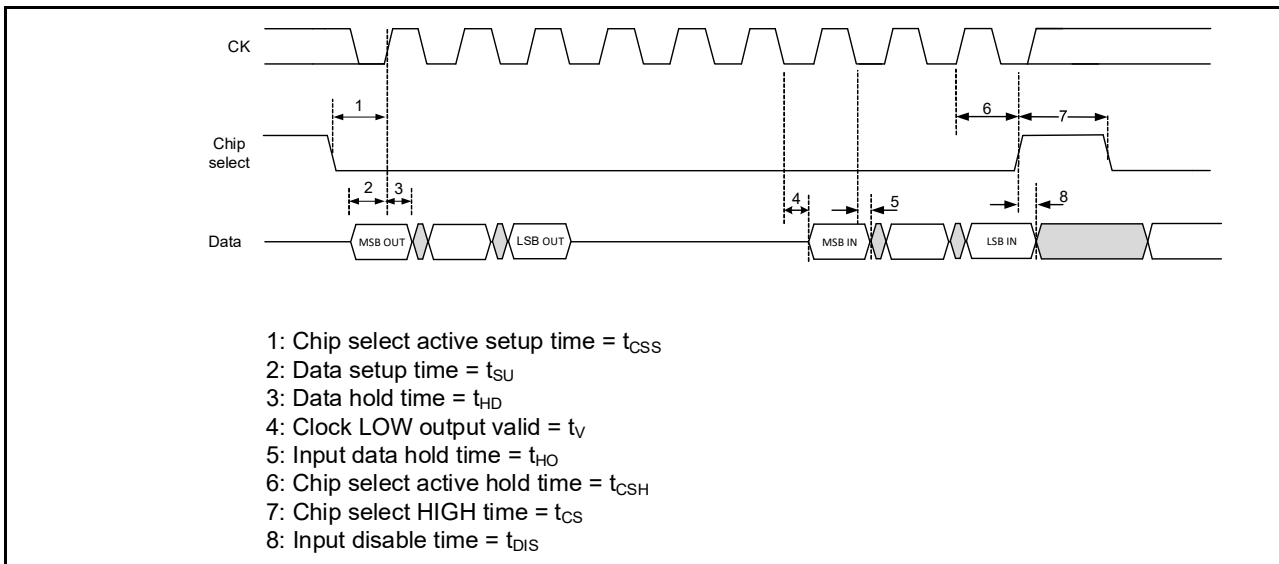 CK
1
6
7
Chip
select
2
3
4
5
8
Data
MSB OUT
LSB OUT
MSB IN
LSB IN
1: Chip select active setup time = tCSS
2: Data setup time = tSU
3: Data hold time = tHD
4: Clock LOW output valid = tV
5: Input data hold time = tHO
6: Chip select active hold time = tCSH
7: Chip select HIGH time = tCS
8: Input disable time = tDIS